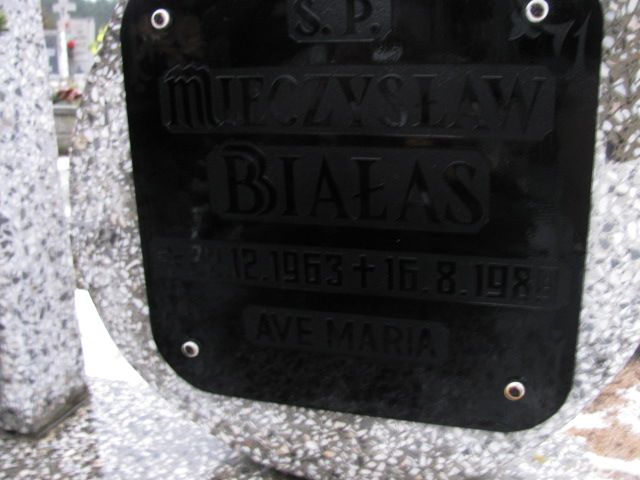 S.P.
MIECZYSŁAW
BIAŁAS
12.1963 + 16.8.198
AVE MARIA